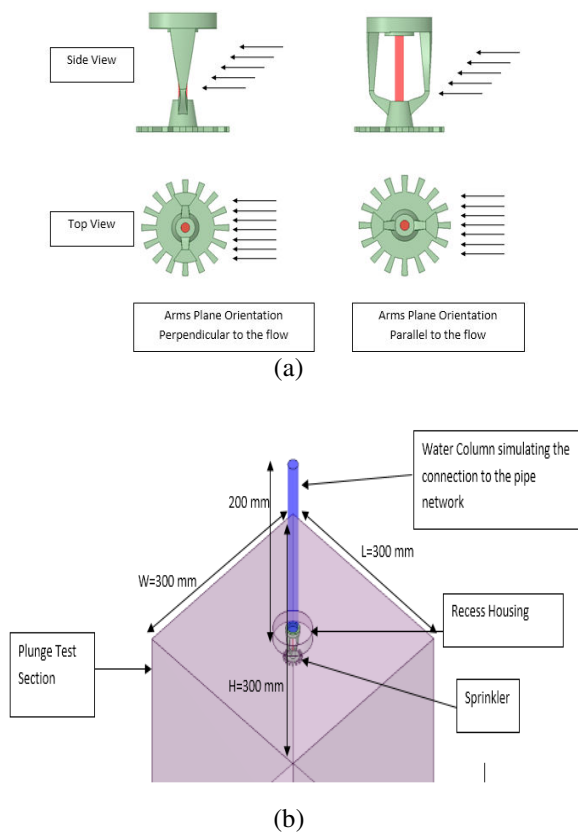 Side View
Top View
Arms Plane Orientation
Perpendicular to the flow
Arms Plane Orientation
Parallel to the flow
(a)
Water Column simulating the
connection to the pipe
network
200 mm
W=300 mm
L=300 mm
Recess Housing
Plunge Test
Section
H=300 mm
Sprinkler
(b)